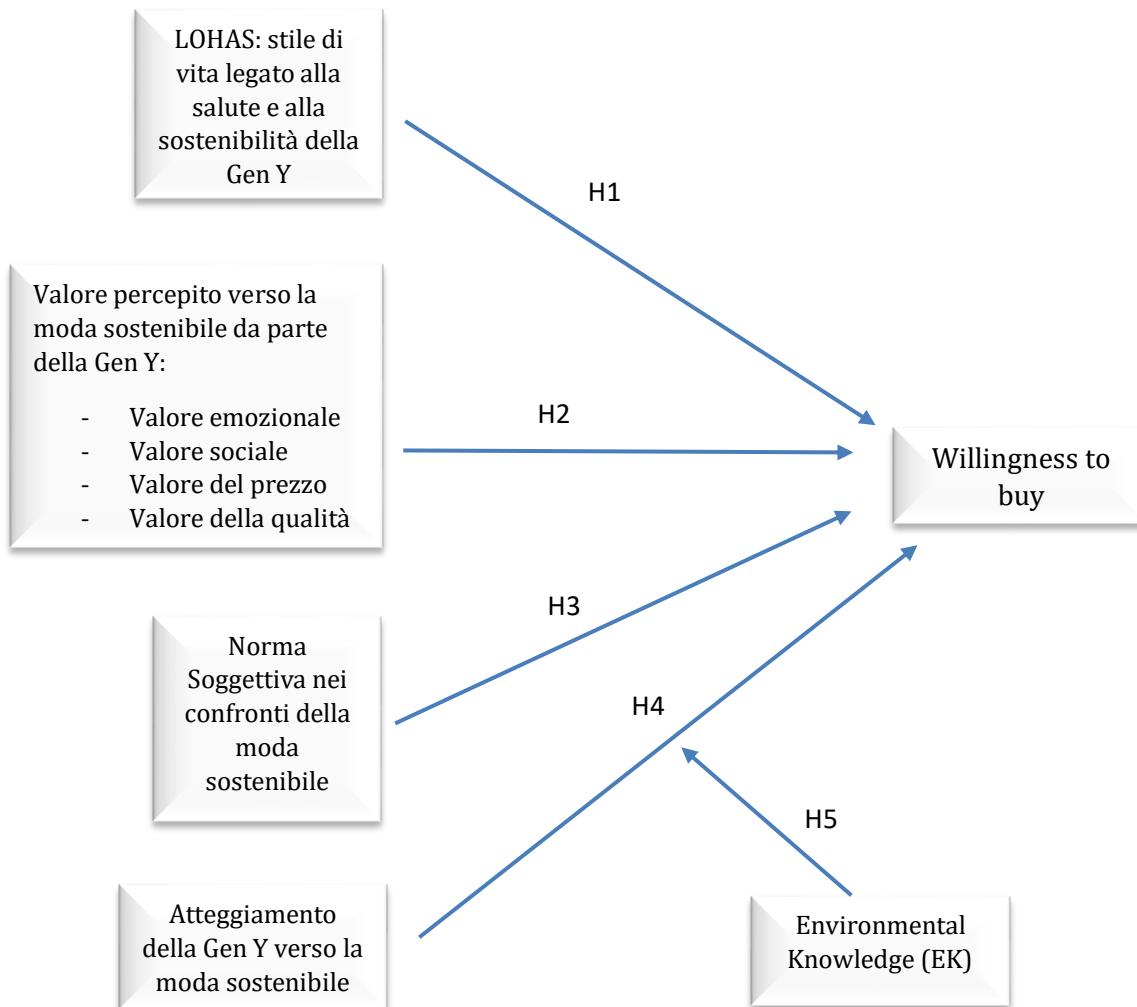 LOHAS: stile di
vita legato alla
salute e alla
sostenibilità della
Gen Y
H1
Valore percepito verso la
moda sostenibile da parte
della Gen Y:
- Valore emozionale
- Valore sociale
- Valore del prezzo
- Valore della qualità
H2
Willingness to
buy
Norma
Soggettiva nei
confronti della
moda
sostenibile
H3
H4
H5
Atteggiamento
della Gen Y verso la
moda sostenibile
Environmental
Knowledge (EK)